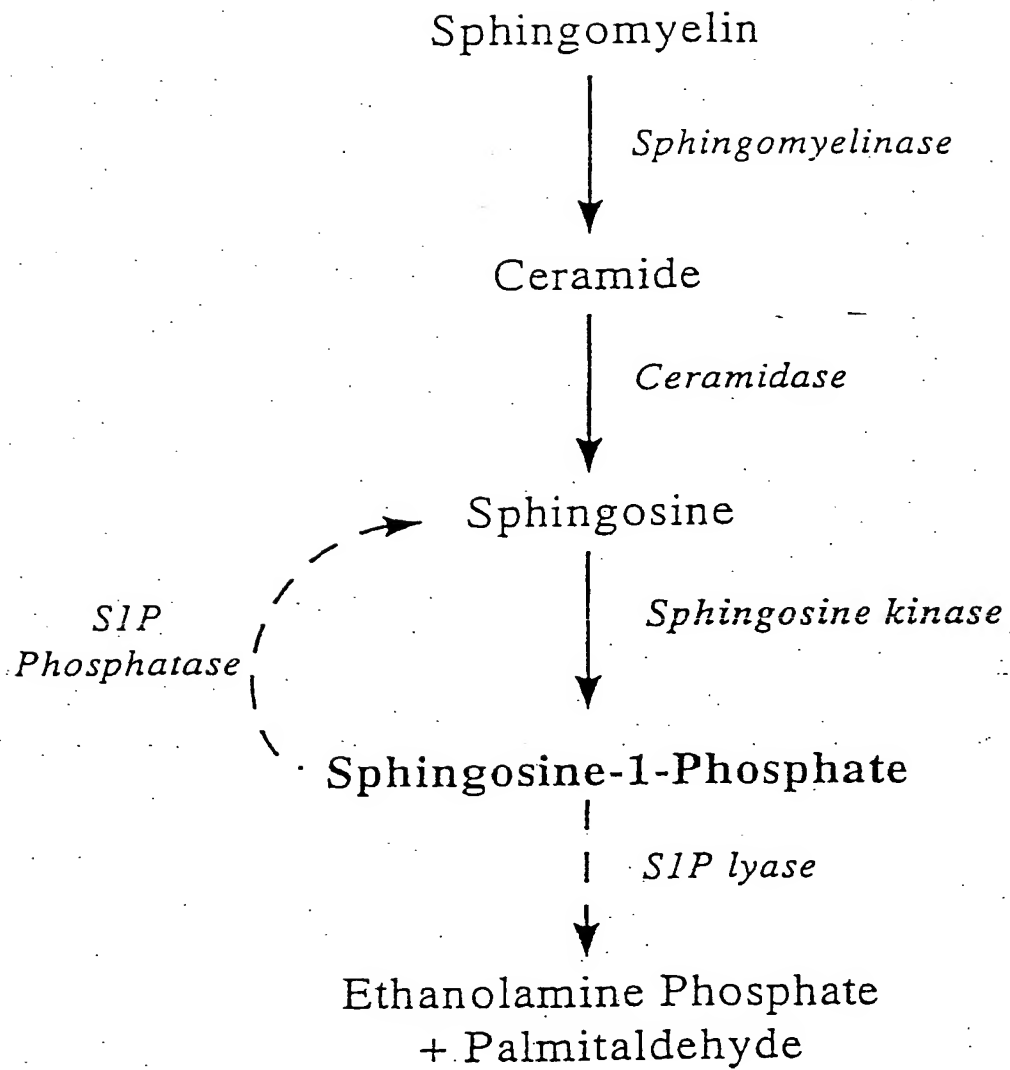 Sphingomyelin
Sphingomyelinase
Ceramide
Ceramidase
Sphingosine
S1P
Phosphatase
Sphingosine kinase
Sphingosine-1-Phosphate
S1P lyase
Ethanolamine Phosphate
+ Palmitaldehyde